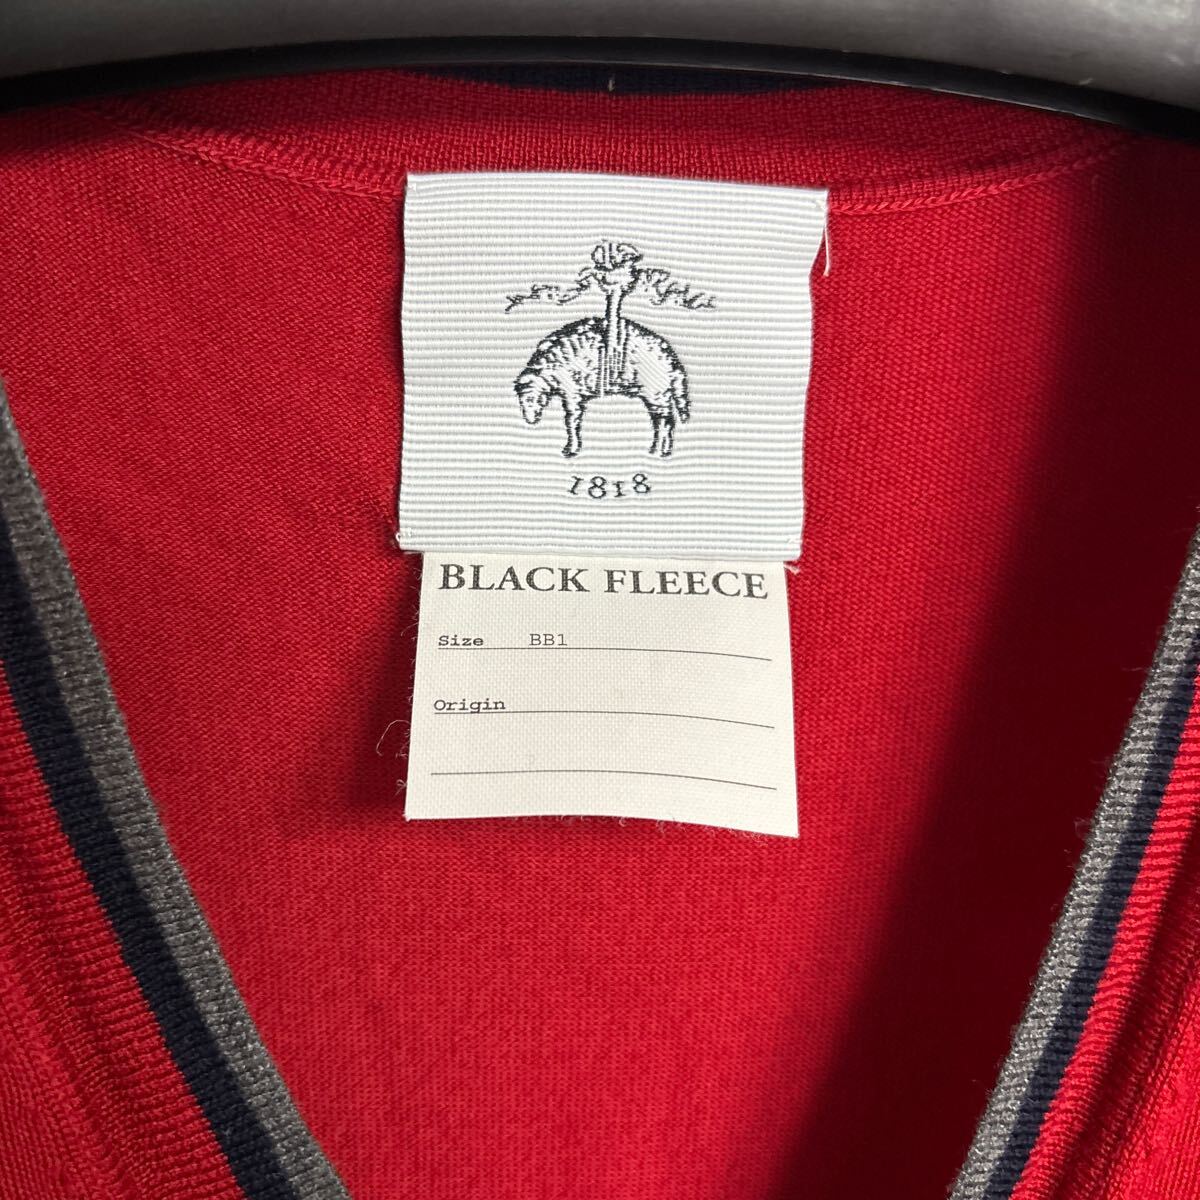 1818
BLACK FLEECE
Size BB1
Origin